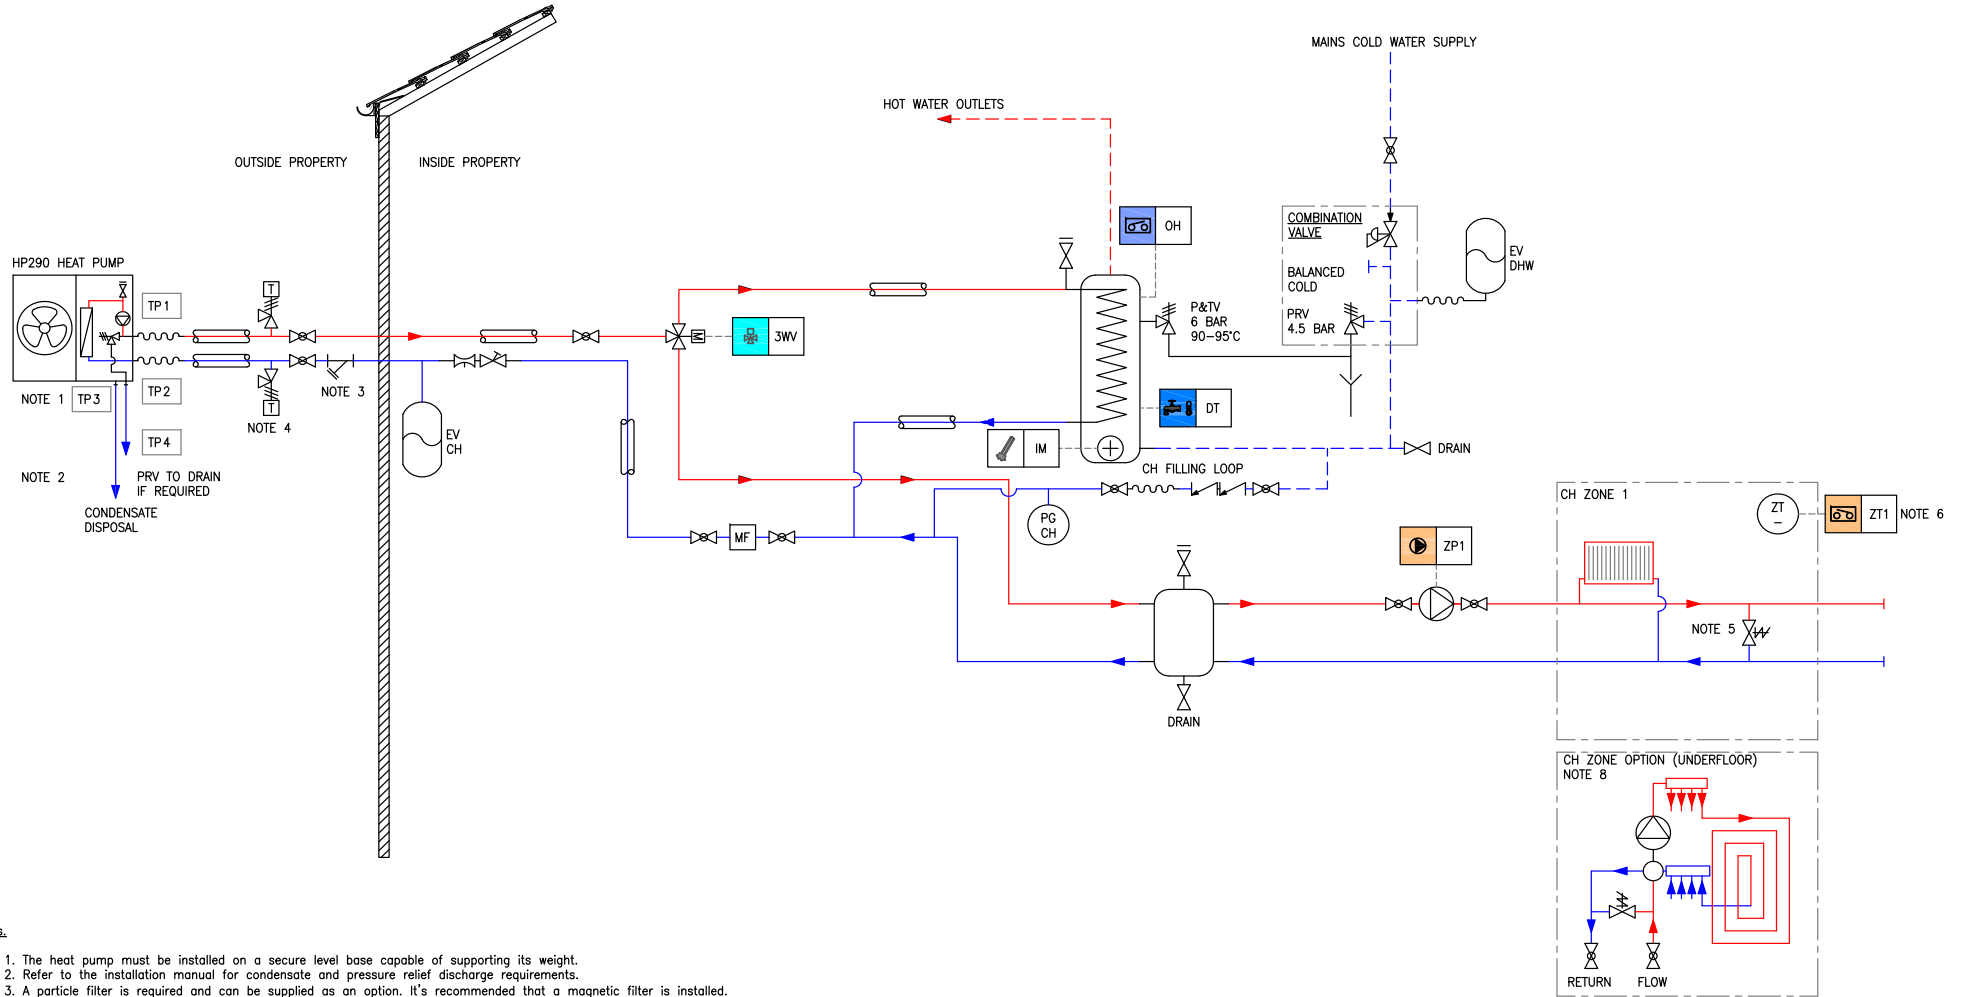 MAINS COLD WATER SUPPLY
HOT WATER OUTLETS
OUTSIDE PROPERTY
INSIDE PROPERTY
OH
COMBINATION
VALVE
EV
DHW
BALANCED
COLD
PRV
4.5 BAR
P&TV
6 BAR
90-95°C
HP290 HEAT PUMP
TP1
T
M
3WV
NOTE 1
TP3
TP2
NOTE 3
T
NOTE 4
TP4
EV
CH
DT
IM
DRAIN
NOTE 2
PRV TO DRAIN
IF REQUIRED
CONDENSATE
DISPOSAL
CH FILLING LOOP
PG
CH
MF
CH ZONE 1
ZT
–
ZT1
NOTE 6
ZP1
NOTE 5
DRAIN
CH ZONE OPTION (UNDERFLOOR)
NOTE 8
RETURN
FLOW
s.
1. The heat pump must be installed on a secure level base capable of supporting its weight.
2. Refer to the installation manual for condensate and pressure relief discharge requirements.
3. A particle filter is required and can be supplied as an option. It's recommended that a magnetic filter is installed.